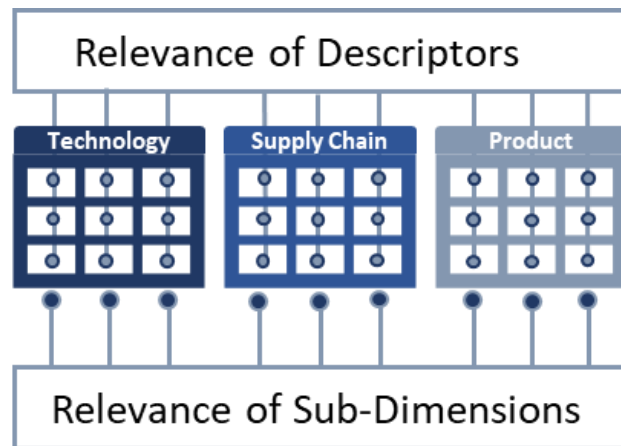 Relevance of Descriptors
Technology
Supply Chain
Product
Relevance of Sub-Dimensions